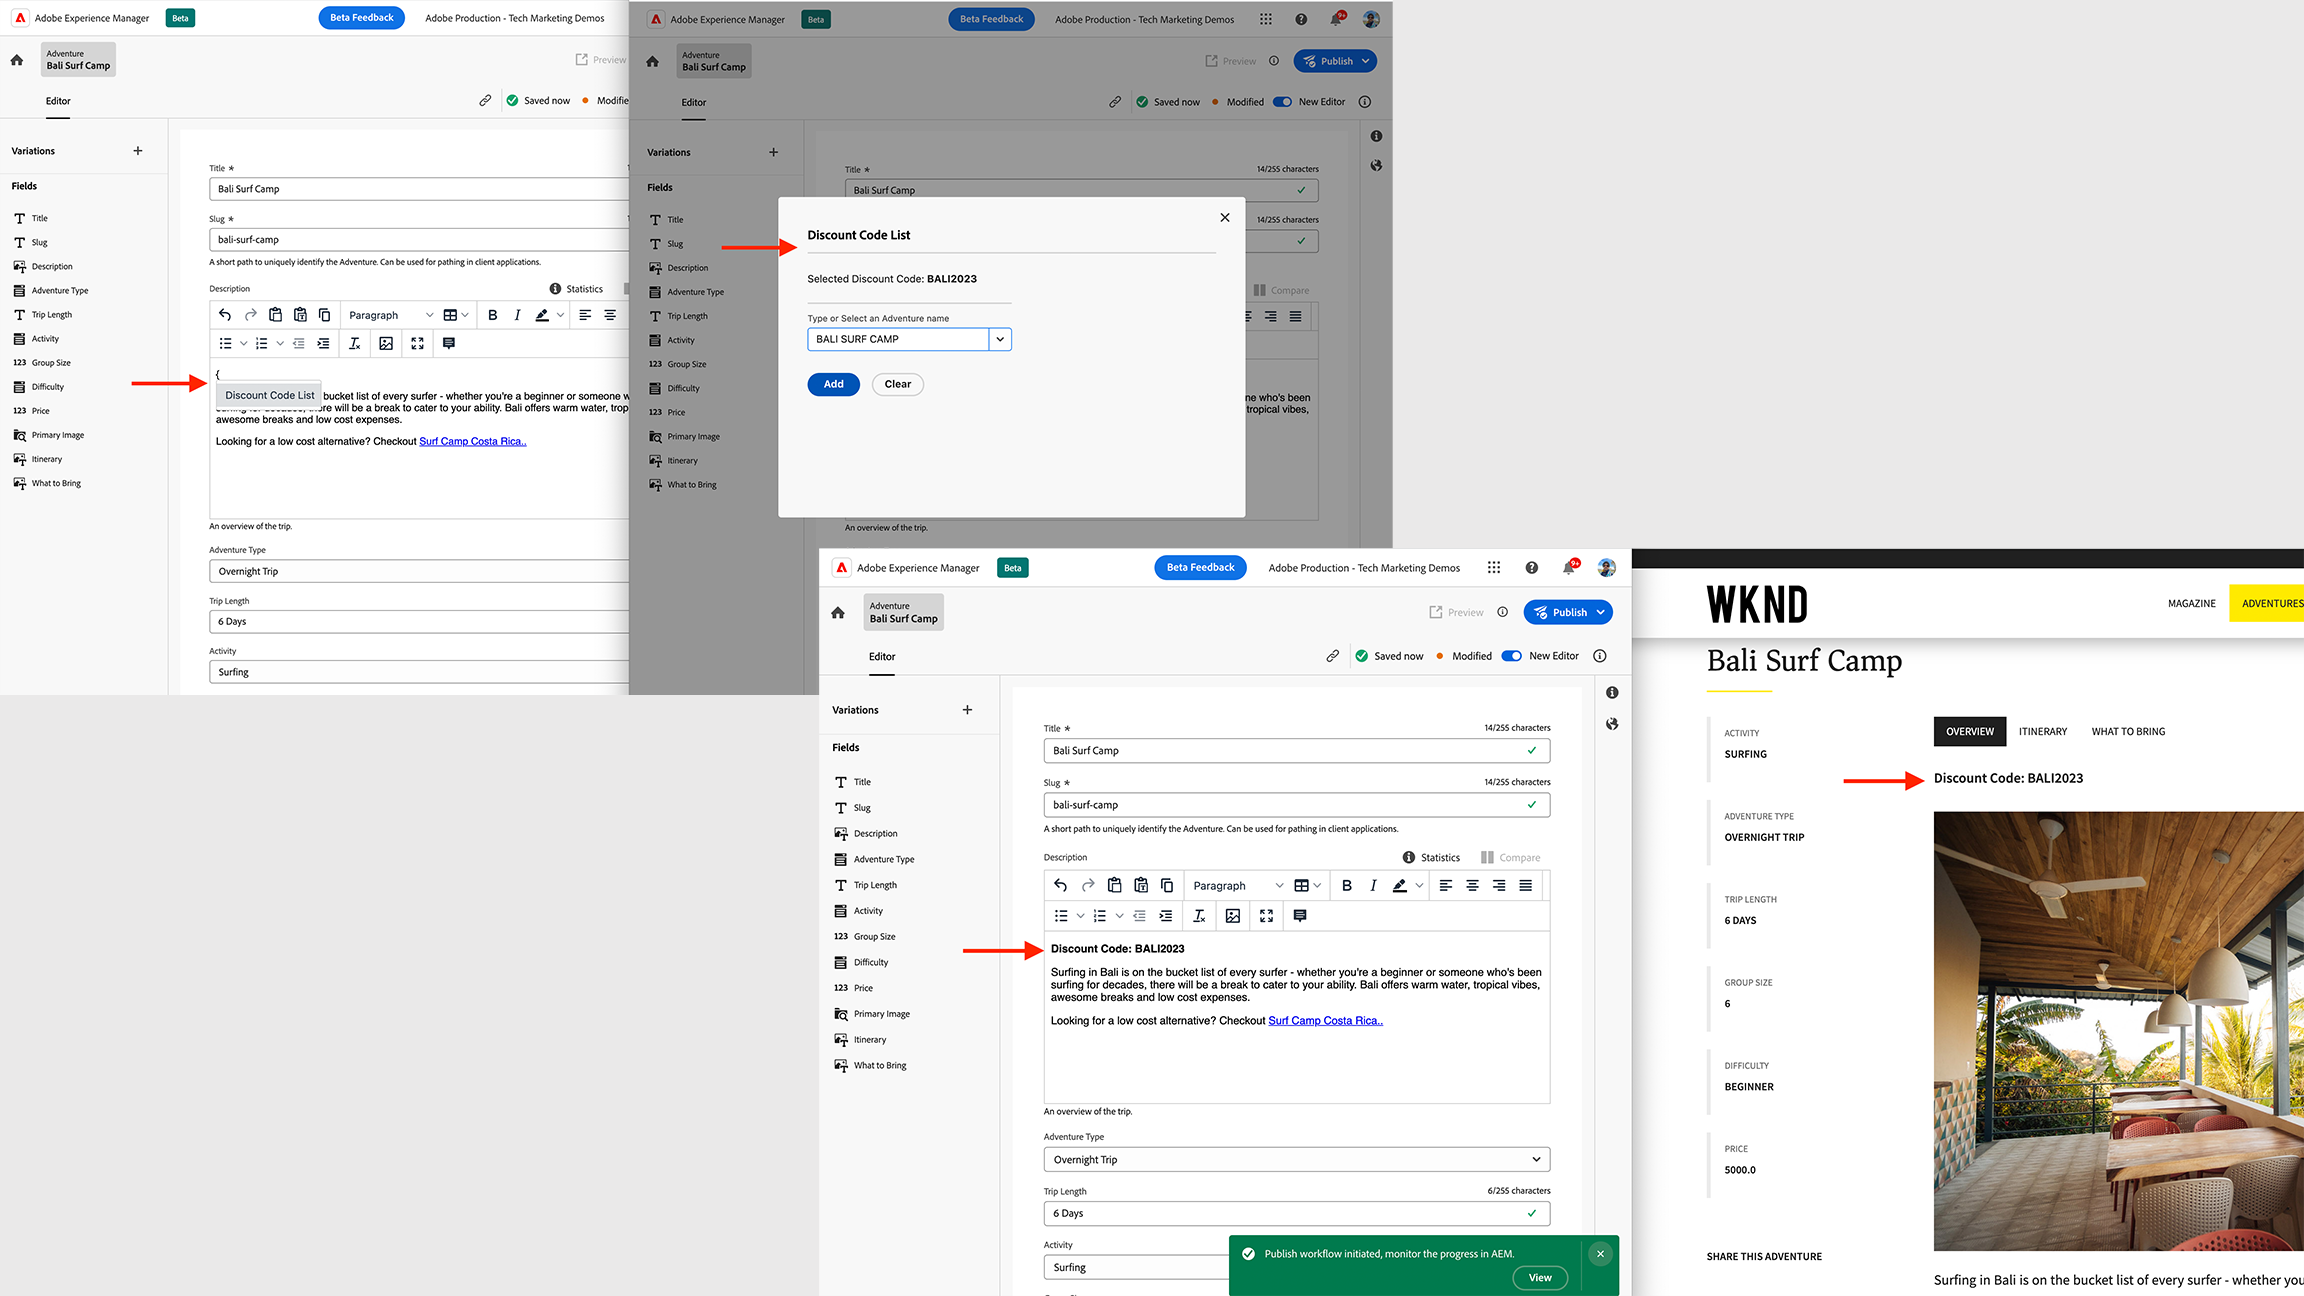 Adobe Experience Manager
Beta
Beta Feedback
Adobe Production - Tech Marketing Demos
Adventure
Bali Surf Camp
Preview
Editor
Saved now
Modifie
Variations
Fields
Title
Slug
Description
Adventure Type
Trip Length
Activity
123 Group Size
Difficulty
123 Price
Primary Image
Itinerary
What to Bring
Title *
Bali Surf Camp
Slug *
bali-surf-camp
A short path to uniquely identify the Adventure. Can be used for pathing in client applications.
Description
Statistics
Paragraph
{
Discount Code List
bucket list of every surfer - whether you're a beginner or someone w
there will be a break to cater to your ability. Bali offers warm water, trop
awesome breaks and low cost expenses.
Looking for a low cost alternative? Checkout Surf Camp Costa Rica..
An overview of the trip.
Adventure Type
Overnight Trip
Trip Length
6 Days
Activity
Surfing
Adobe Experience Manager
Beta
Beta Feedback
Adobe Production - Tech Marketing Demos
9+
Adventure
Bali Surf Camp
Preview
Publish
Editor
Saved now
Modified
New Editor
Variations
Fields
Title
Slug
Description
Adventure Type
Trip Length
Activity
123 Group Size
Difficulty
123 Price
Primary Image
Itinerary
What to Bring
Title *
14/255 characters
Bali Surf Camp
14/255 characters
Compare
ne who's been
tropical vibes,
An overview of the trip.
Discount Code List
Selected Discount Code: BALI2023
Type or Select an Adventure name
BALI SURF CAMP
Add
Clear
Adobe Experience Manager
Beta
Beta Feedback
Adobe Production - Tech Marketing Demos
9+
Adventure
Bali Surf Camp
Preview
Publish
Editor
Saved now
Modified
New Editor
Variations
Fields
Title
Slug
Description
Adventure Type
Trip Length
Activity
123 Group Size
Difficulty
123 Price
Primary Image
Itinerary
What to Bring
Title *
14/255 characters
Bali Surf Camp
Slug *
14/255 characters
bali-surf-camp
A short path to uniquely identify the Adventure. Can be used for pathing in client applications.
Description
Statistics
Compare
Paragraph
Discount Code: BALI2023
Surfing in Bali is on the bucket list of every surfer - whether you're a beginner or someone who's been
surfing for decades, there will be a break to cater to your ability. Bali offers warm water, tropical vibes,
awesome breaks and low cost expenses.
Looking for a low cost alternative? Checkout Surf Camp Costa Rica..
An overview of the trip.
Adventure Type
Overnight Trip
Trip Length
6/255 characters
6 Days
Activity
Surfing
Publish workflow initiated, monitor the progress in AEM.
View
WKND
MAGAZINE
ADVENTURES
Bali Surf Camp
ACTIVITY
SURFING
ADVENTURE TYPE
OVERNIGHT TRIP
TRIP LENGTH
6 DAYS
GROUP SIZE
6
DIFFICULTY
BEGINNER
PRICE
5000.0
SHARE THIS ADVENTURE
OVERVIEW
ITINERARY
WHAT TO BRING
Discount Code: BALI2023
Surfing in Bali is on the bucket list of every surfer - whether you